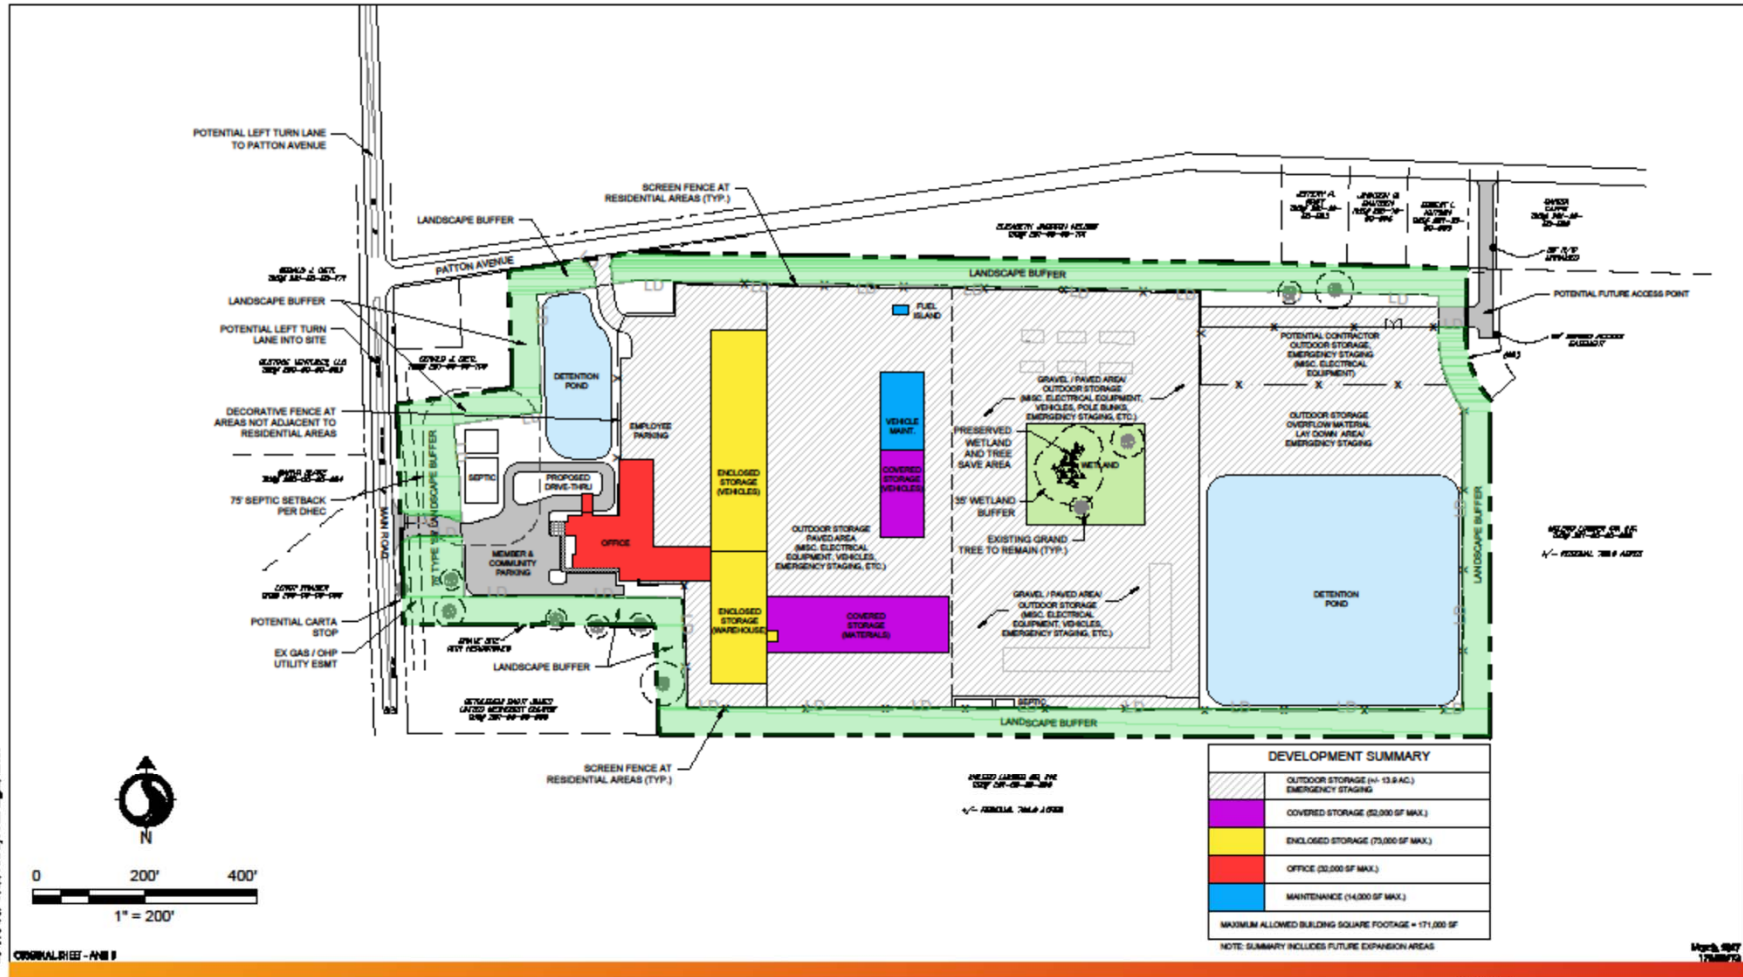 POTENTIAL LEFT TURN LANE
TO PATTON AVENUE
SCREEN FENCE AT
RESIDENTIAL AREAS (TYP.)
LANDSCAPE BUFFER
PATTON AVENUE
LANDSCAPE BUFFER
LANDSCAPE BUFFER
POTENTIAL LEFT TURN
LANE INTO SITE
DECORATIVE FENCE AT
AREAS NOT ADJACENT TO
RESIDENTIAL AREAS
75' SEPTIC SETBACK
PER DHEC
MAIN ROAD
POTENTIAL CARTA
STOP
EX GAS / OHP
UTILITY ESMT
LANDSCAPE BUFFER
SCREEN FENCE AT
RESIDENTIAL AREAS (TYP.)
DETENTION
POND
EMPLOYEE
PARKING
SEPTIC
PROPOSED
DRIVE-THRU
MEMBER &
COMMUNITY
PARKING
OFFICE
ENCLOSED
STORAGE
(VEHICLES)
ENCLOSED
STORAGE
(WAREHOUSE)
FUEL
ISLAND
VEHICLE
MAINT.
COVERED
STORAGE
(VEHICLES)
OUTDOOR STORAGE
PAVED AREA
(MISC. ELECTRICAL
EQUIPMENT, VEHICLES,
EMERGENCY STAGING, ETC.)
COVERED
STORAGE
(MATERIALS)
GRAVEL / PAVED AREA/
OUTDOOR STORAGE
(MISC. ELECTRICAL EQUIPMENT,
VEHICLES, POLE BUNKS,
EMERGENCY STAGING, ETC.)
PRESERVED
WETLAND
AND TREE
SAVE AREA
WETLAND
35' WETLAND
BUFFER
EXISTING GRAND
TREE TO REMAIN (TYP.)
GRAVEL / PAVED AREA/
OUTDOOR STORAGE
(MISC. ELECTRICAL
EQUIPMENT, VEHICLES,
EMERGENCY STAGING, ETC.)
SEPTIC
LANDSCAPE BUFFER
POTENTIAL CONTRACTOR
OUTDOOR STORAGE,
EMERGENCY STAGING
(MISC. ELECTRICAL
EQUIPMENT)
OUTDOOR STORAGE
OVERFLOW MATERIAL
LAY DOWN AREA/
EMERGENCY STAGING
DETENTION
POND
LANDSCAPE BUFFER
POTENTIAL FUTURE ACCESS POINT
N
0 200' 400'
1" = 200'
DEVELOPMENT SUMMARY
OUTDOOR STORAGE (+/- 13.9 AC.)
EMERGENCY STAGING
COVERED STORAGE (52,000 SF MAX.)
ENCLOSED STORAGE (73,000 SF MAX.)
OFFICE (32,000 SF MAX.)
MAINTENANCE (14,000 SF MAX.)
MAXIMUM ALLOWED BUILDING SQUARE FOOTAGE = 171,000 SF
NOTE: SUMMARY INCLUDES FUTURE EXPANSION AREAS